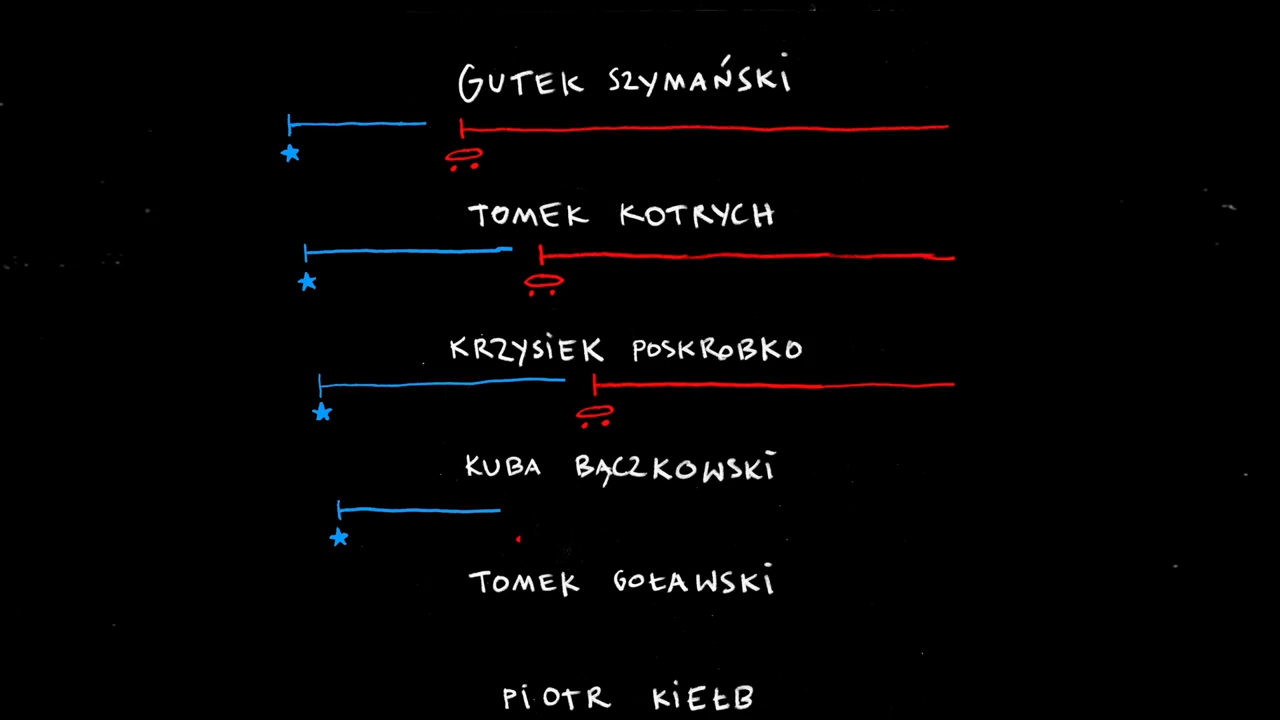 GUTEK SZYMAŃSKI
TOMEK KOTRYCH
KRZYSIEK POSKROBKO
KUBA BĄCZKOWSKI
TOMEK GOŁAWSKI
PIOTR KIEŁB